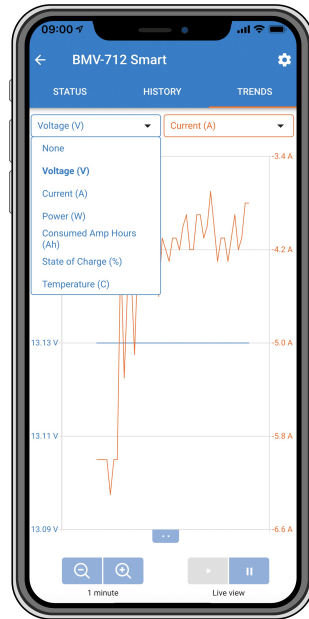 09:00
BMV-712 Smart
STATUS
HISTORY
TRENDS
Voltage (V)
Current (A)
None
Voltage (V)
Current (A)
Power (W)
Consumed Amp Hours
(Ah)
State of Charge (%)
Temperature (C)
-3.4 A
-4.2 A
13.13 V
-5.0 A
13.11 V
-5.8 A
13.09 V
-6.6 A
1 minute
Live view